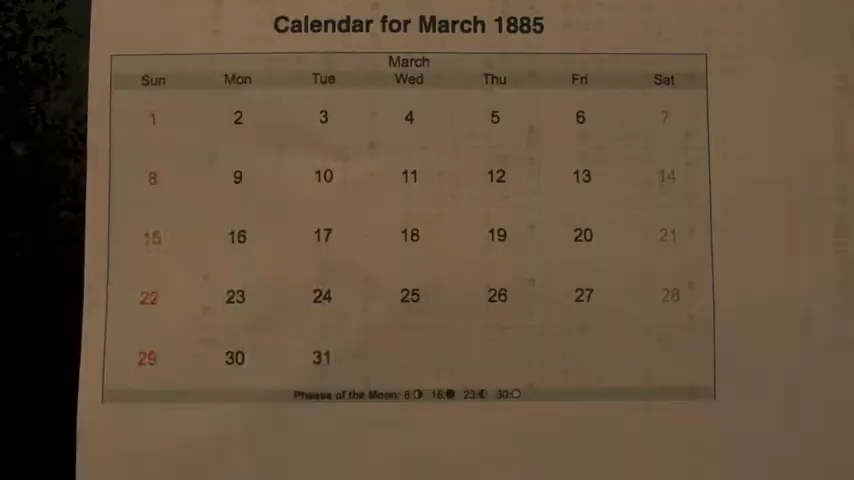 Calendar for March 1885
March
Sun Mon Tue Wed Thu Fri Sat
1 2 3 4 5 6 7
8 9 10 11 12 13 14
15 16 17 18 19 20 21
22 23 24 25 26 27 28
29 30 31
Phases of the Moon: 8:◑ 16:● 23:◐ 30:○